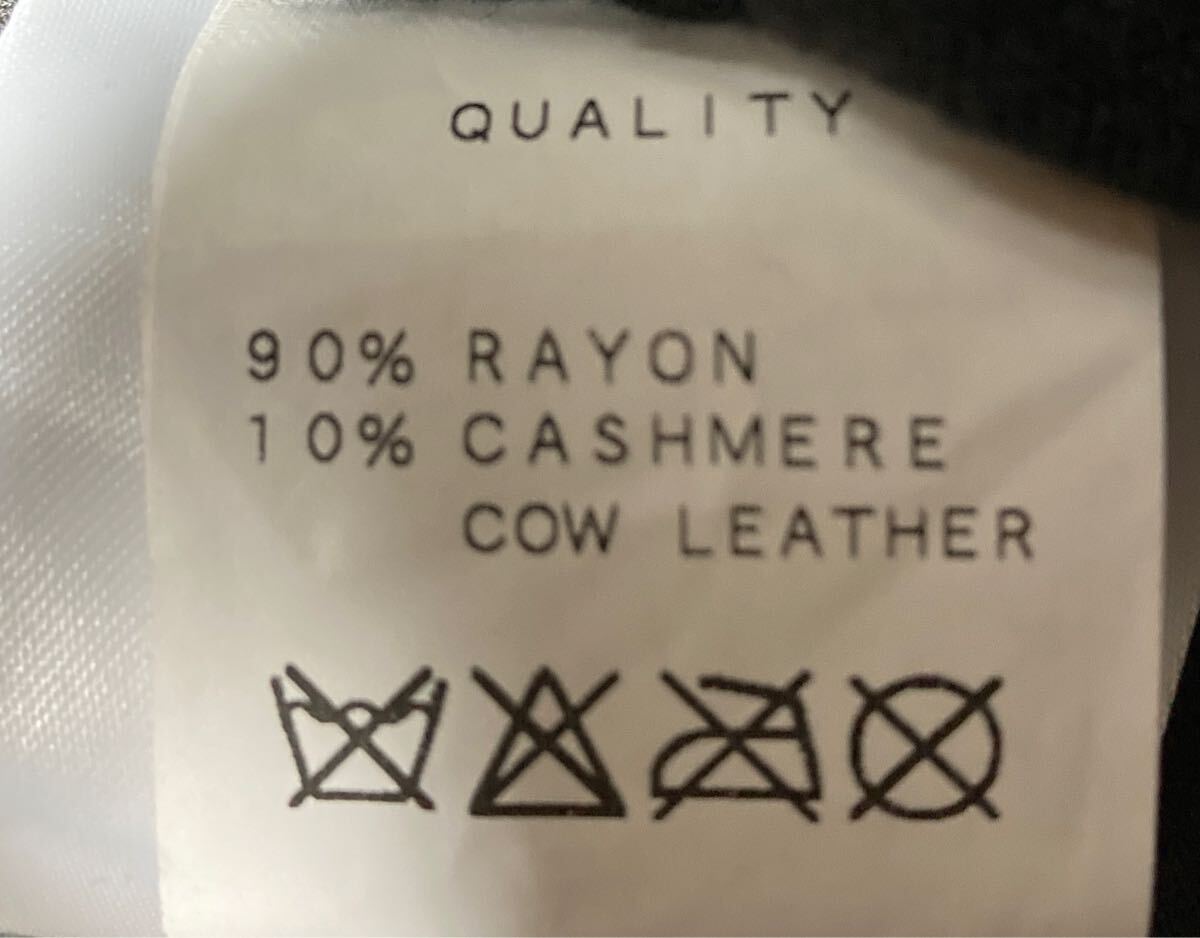 QUALITY
90% RAYON
10% CASHMERE
COW LEATHER